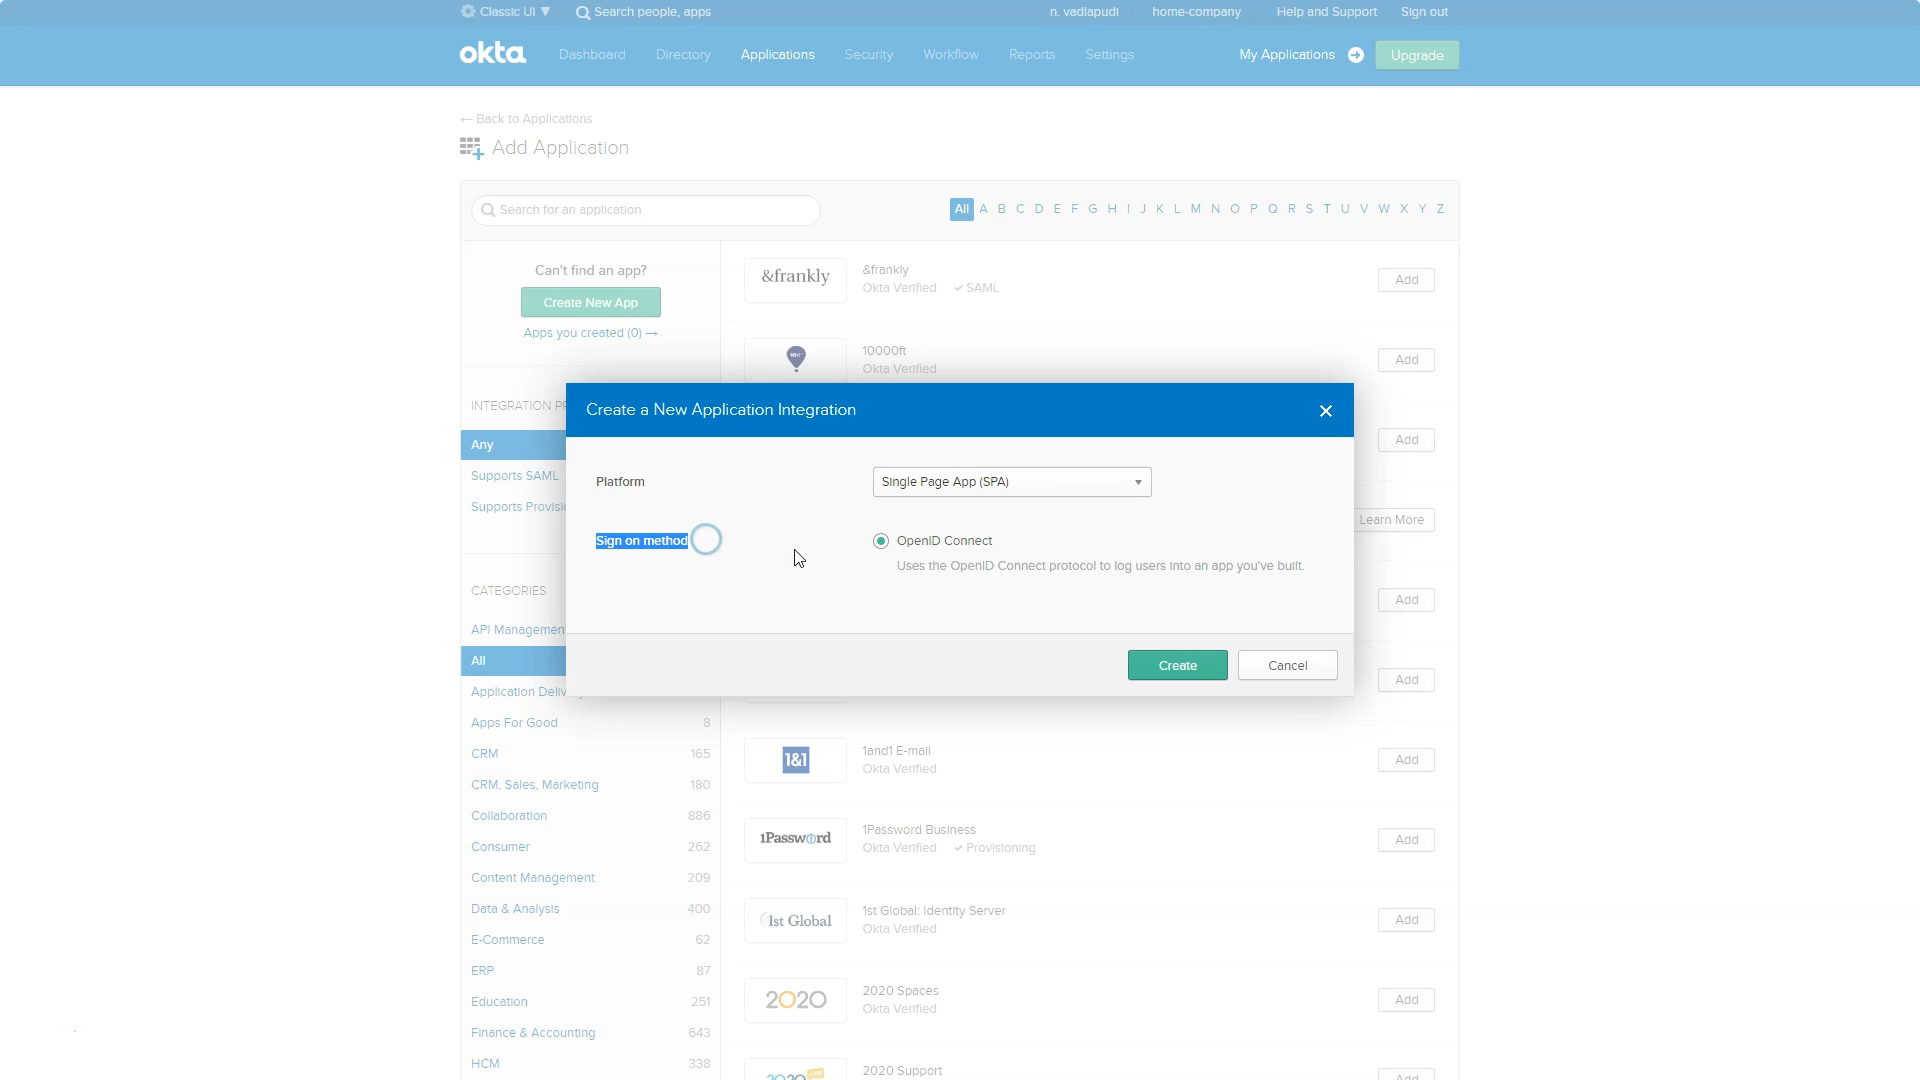 Classic UI ▼
Search people, apps
n. vadlapudi
home-company
Help and Support
Sign out
okta
Dashboard
Directory
Applications
Security
Workflow
Reports
Settings
My Applications
Upgrade
← Back to Applications
Add Application
Search for an application
All A B C D E F G H I J K L M N O P Q R S T U V W X Y Z
Can't find an app?
Create New App
Apps you created (0) →
&frankly
&frankly
Okta Verified ✓ SAML
Add
10000ft
Okta Verified
Add
INTEGRATION
Any
Supports SAML
Supports
Add
Learn More
Create a New Application Integration
Platform
Single Page App (SPA)
Sign on method
OpenID Connect
Uses the OpenID Connect protocol to log users into an app you've built.
Create
Cancel
CATEGORIES
Add
API Management
All
Add
Application
Apps For Good 8
CRM 165
CRM, Sales, Marketing 180
Collaboration 886
Consumer 262
Content Management 209
Data & Analysis 400
E-Commerce 62
ERP 87
Education 251
Finance & Accounting 643
HCM 338
1&1
1and1 E-mail
Okta Verified
Add
1Password
1Password Business
Okta Verified ✓ Provisioning
Add
1st Global
1st Global: Identity Server
Okta Verified
Add
2020
2020 Spaces
Okta Verified
Add
2020
2020 Support
Add